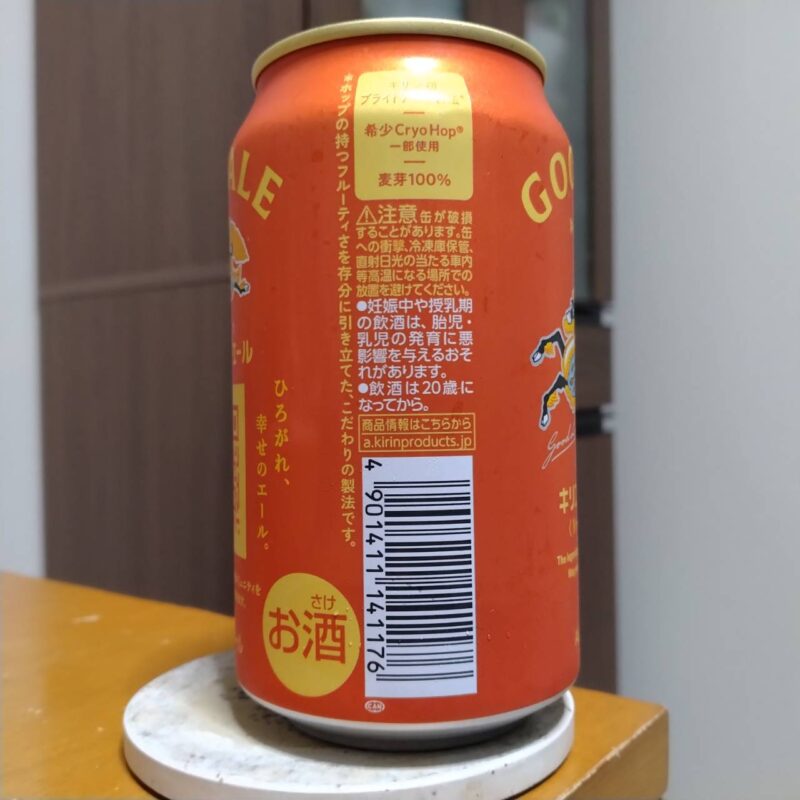 ALE
ール
ひろがれ、
幸せのエール。
*ホップの持つフルーティさを存分に引き立てた、こだわりの製法です。
希少Cryo Hop®
一部使用
麦芽100%
⚠注意 缶が破損
することがあります。缶
への衝撃、冷凍庫保管、
直射日光の当たる車内
等高温になる場所での
放置を避けてください。
●妊娠中や授乳期
の飲酒は、胎児・
乳児の発育に悪
影響を与えるおそ
れがあります。
●飲酒は20歳に
なってから。
商品情報はこちらから
a.kirinproducts.jp
4 901411 141176
さけ
お酒
CAN
GOO
Good
キリ